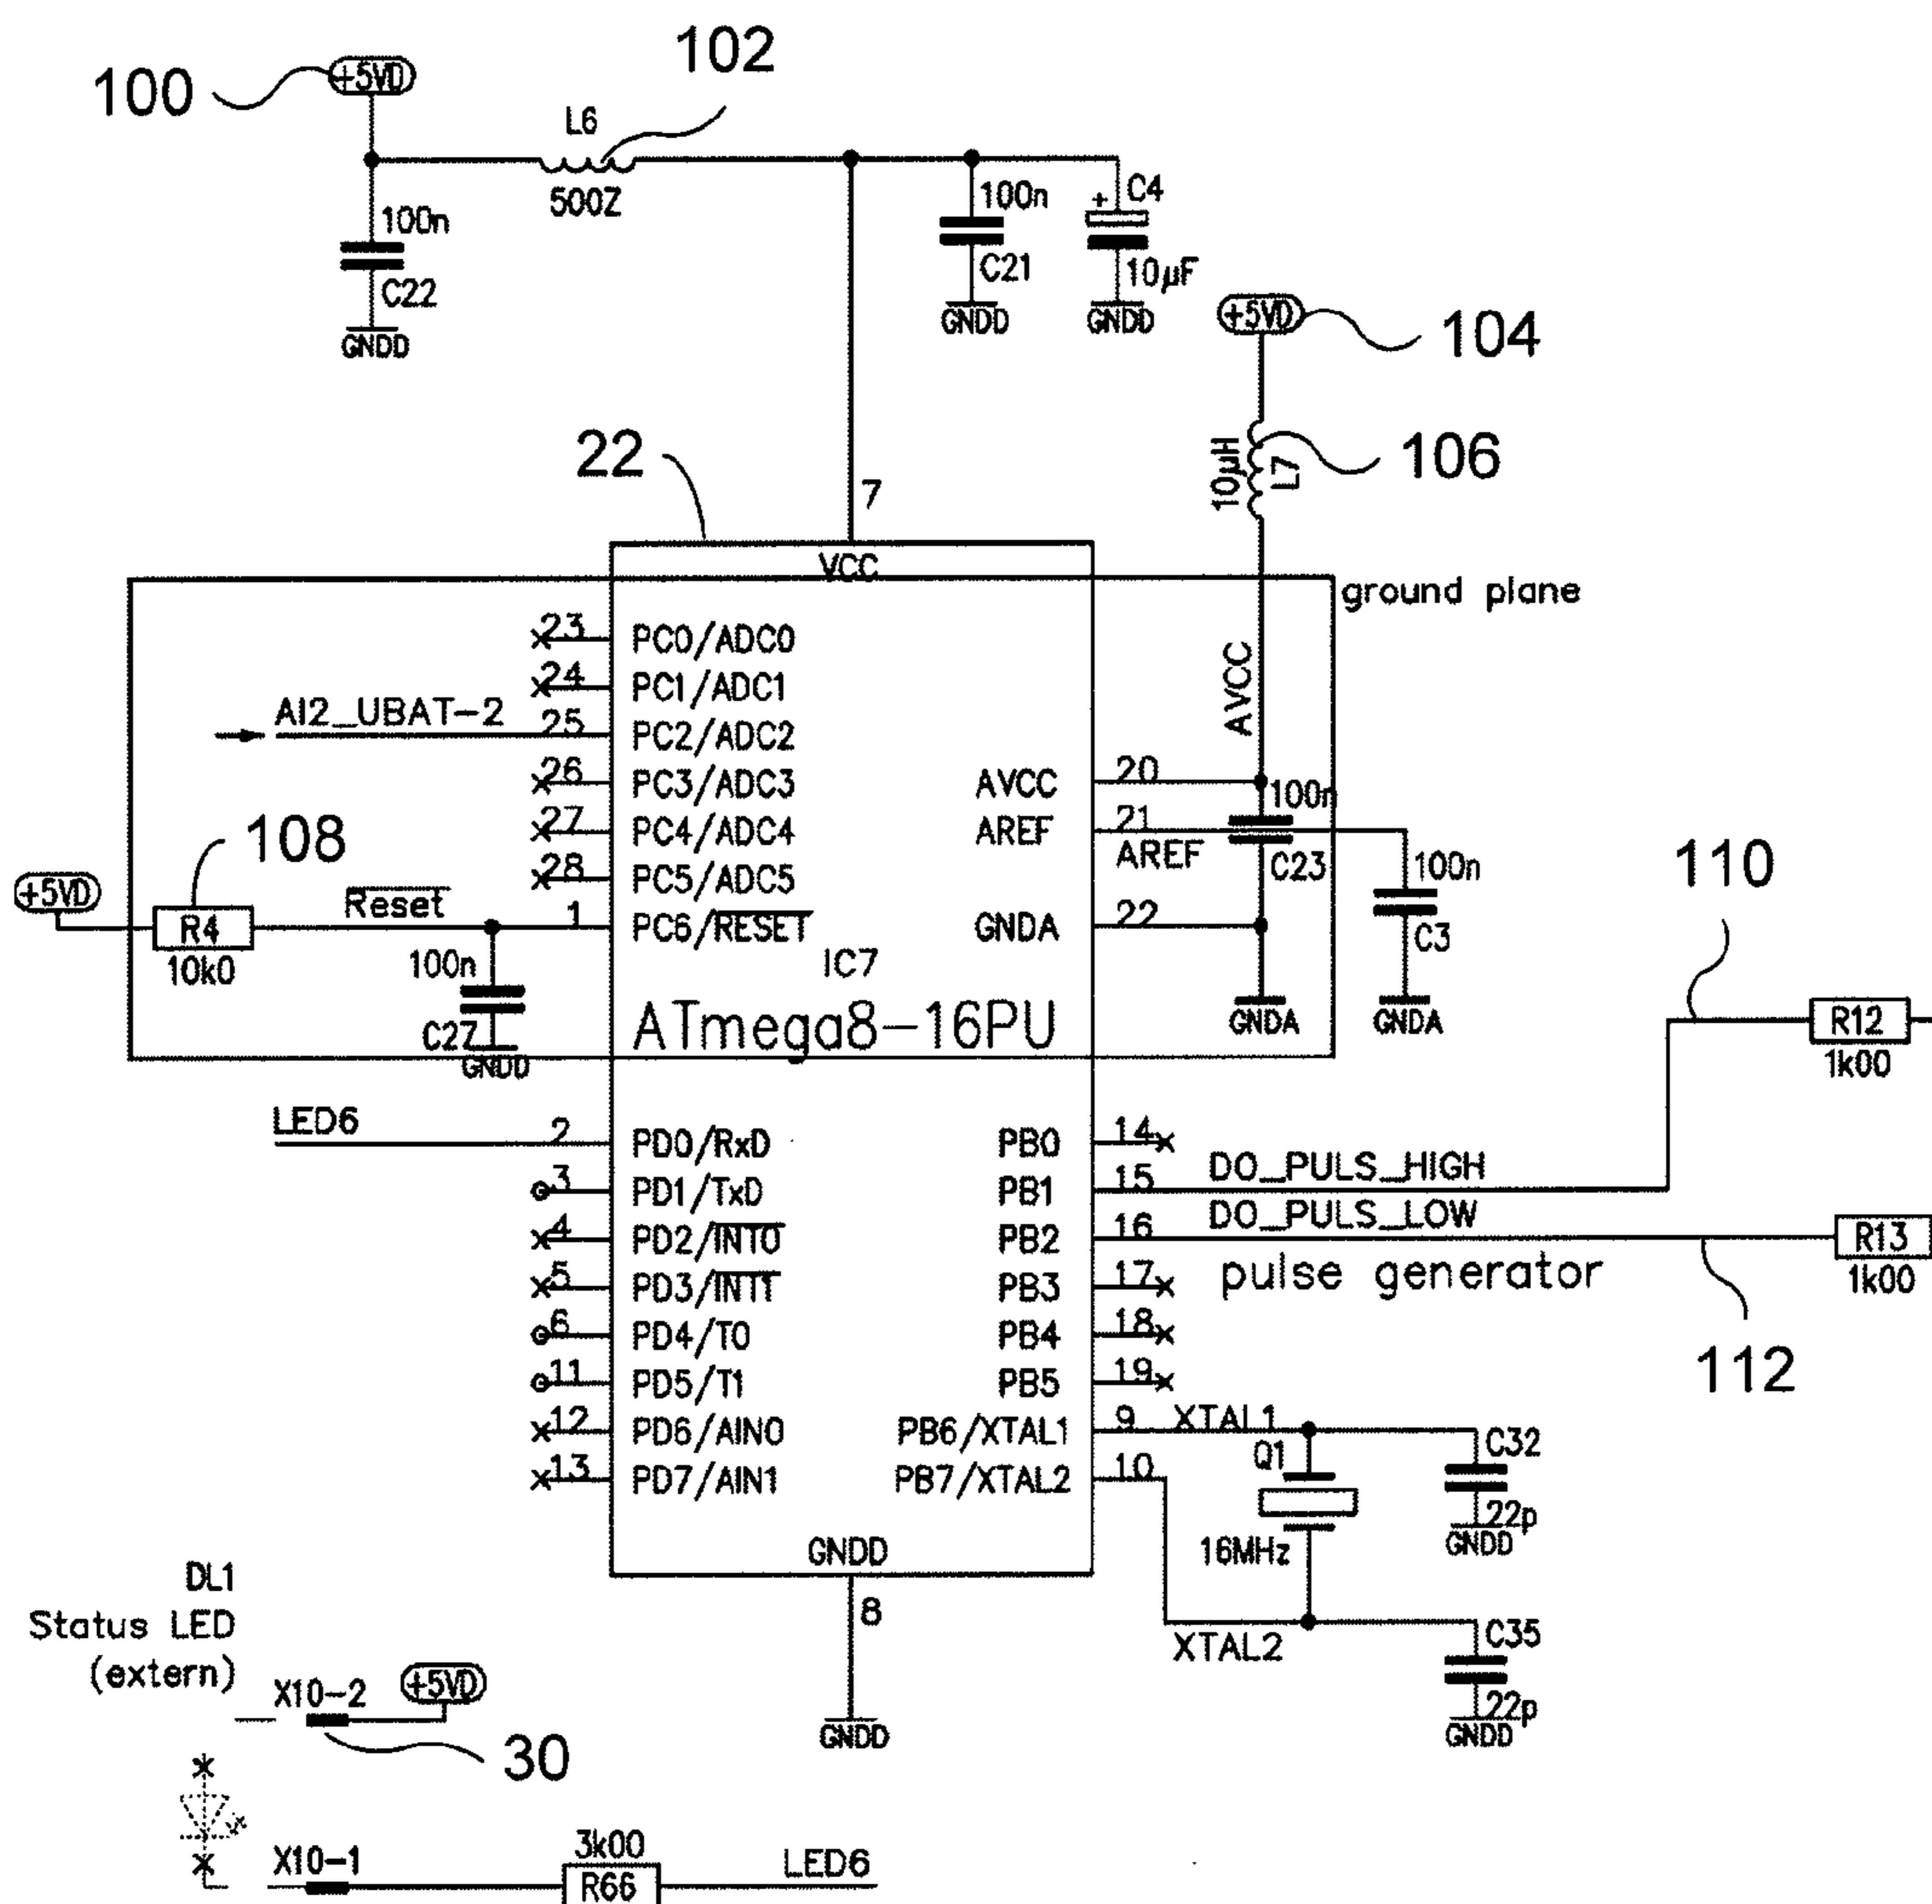 102
100
+5VD
L6
500Z
100n
C22
GNDD
100n
C21
GNDD
+
C4
10µF
GNDD
+5VD
104
10µH
L7
106
22
7
VCC
ground plane
23
PC0/ADC0
24
PC1/ADC1
AI2_UBAT-2
25
PC2/ADC2
26
PC3/ADC3
27
PC4/ADC4
28
PC5/ADC5
1
PC6/RESET
AVCC
AVCC
20
AREF
21
AREF
GNDA
22
100n
C23
GNDA
100n
C3
GNDA
108
+5VD
R4
10k0
Reset
100n
C27
GNDD
IC7
ATmega8-16PU
110
R12
1k00
LED6
2
PD0/RxD
3
PD1/TxD
4
PD2/INT0
5
PD3/INT1
6
PD4/T0
11
PD5/T1
12
PD6/AIN0
13
PD7/AIN1
PB0
14
PB1
15
DO_PULS_HIGH
PB2
16
DO_PULS_LOW
pulse generator
R13
1k00
112
PB3
17
PB4
18
PB5
19
PB6/XTAL1
9
XTAL1
PB7/XTAL2
10
Q1
16MHz
XTAL2
C32
22p
GNDD
C35
22p
GNDD
GNDD
8
GNDD
DL1
Status LED
(extern)
X10-2
+5VD
30
X10-1
3k00
R66
LED6